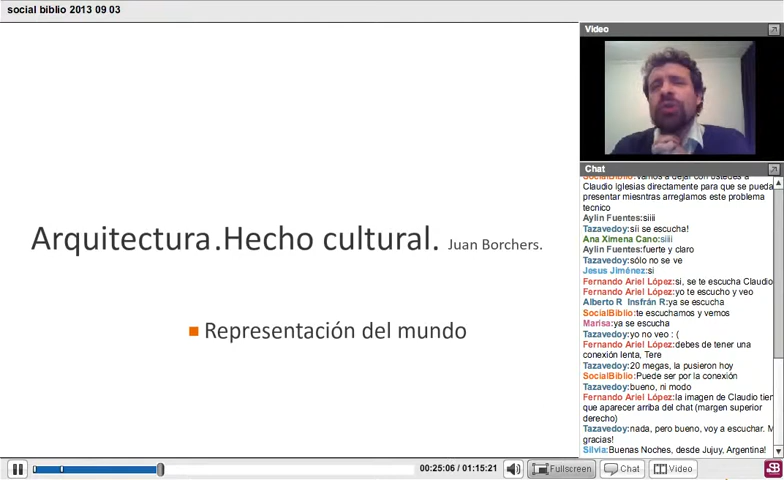 social biblio 2013 09 03
Video
Arquitectura.Hecho cultural. Juan Borchers.
Representación del mundo
Chat
SocialBiblio:Vamos a dejar con ustedes a
Claudio Iglesias directamente para que se pueda
presentar miesntras arreglamos este problema
tecnico
Aylin Fuentes:siiii
Tazavedoy:síi se escucha!
Ana Ximena Cano:siiii
Aylin Fuentes:fuerte y claro
Tazavedoy:sólo no se ve
Jesus Jiménez:si
Fernando Ariel López:si, se te escucha Claudio
Fernando Ariel López:yo te escucho y veo
Alberto R Insfrán R:ya se escucha
SocialBiblio:te escuchamos y vemos
Marisa:ya se escucha
Tazavedoy:yo no veo : (
Fernando Ariel López:debes de tener una
conexión lenta, Tere
Tazavedoy:20 megas, la pusieron hoy
SocialBiblio:Puede ser por la conexión
Tazavedoy:bueno, ni modo
Fernando Ariel López:la imagen de Claudio tien
que aparecer arriba del chat (margen superior
derecho)
Tazavedoy:nada, pero bueno, voy a escuchar. M
gracias!
Silvia:Buenas Noches, desde Jujuy, Argentina!
00:25:06 / 01:15:21
Fullscreen
Chat
Video
SB